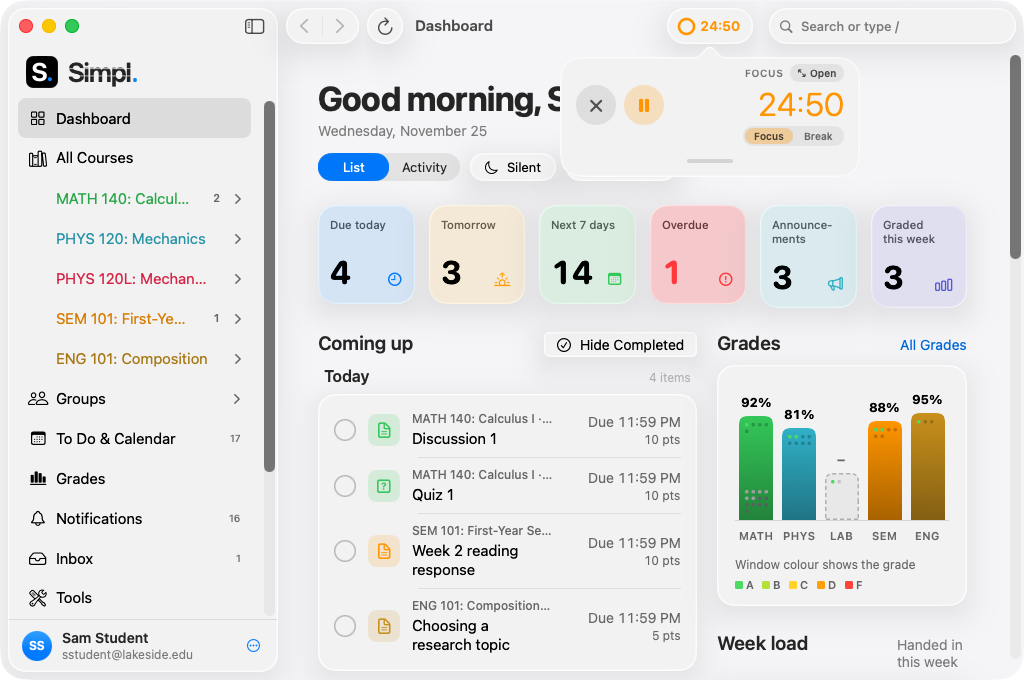 Dashboard
24:50
Search or type /
S. Simpl.
Dashboard
All Courses
MATH 140: Calcul... 2
PHYS 120: Mechanics
PHYS 120L: Mechan...
SEM 101: First-Ye... 1
ENG 101: Composition
Groups
To Do & Calendar 17
Grades
Notifications 16
Inbox 1
Tools
SS
Sam Student
sstudent@lakeside.edu
Good morning, S
Wednesday, November 25
List Activity Silent
FOCUS Open
24:50
Focus Break
Due today
4
Tomorrow
3
Next 7 days
14
Overdue
1
Announce-
ments
3
Graded
this week
3
Coming up
Hide Completed
Today
4 items
MATH 140: Calculus I ·...
Discussion 1
Due 11:59 PM
10 pts
MATH 140: Calculus I ·...
Quiz 1
Due 11:59 PM
10 pts
SEM 101: First-Year Se...
Week 2 reading
response
Due 11:59 PM
10 pts
ENG 101: Composition...
Choosing a
research topic
Due 11:59 PM
5 pts
Grades
All Grades
92% 81% – 88% 95%
MATH PHYS LAB SEM ENG
Window colour shows the grade
A B C D F
Week load
Handed in
this week